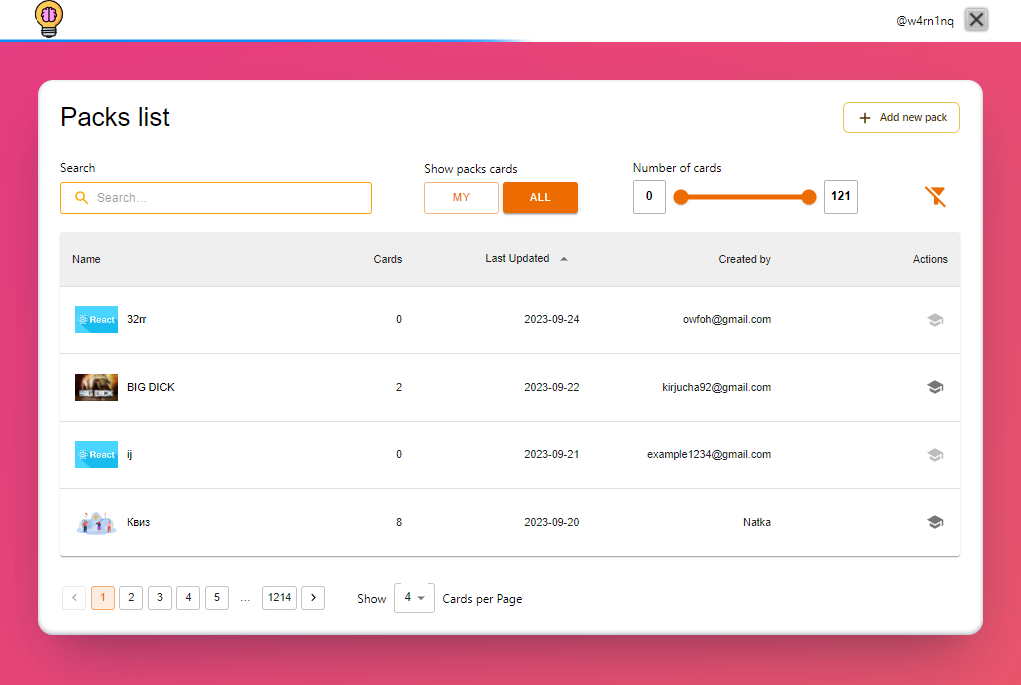 @w4rn1nq
Packs list
Add new pack
Search
Show packs cards
Number of cards
Search...
MY
ALL
0
121
Name Cards Last Updated Created by Actions
React 32rr 0 2023-09-24 owfoh@gmail.com
BIG DICK BIG DICK 2 2023-09-22 kirjucha92@gmail.com
React ij 0 2023-09-21 example1234@gmail.com
Квиз 8 2023-09-20 Natka
< 1 2 3 4 5 ... 1214 > Show 4 Cards per Page